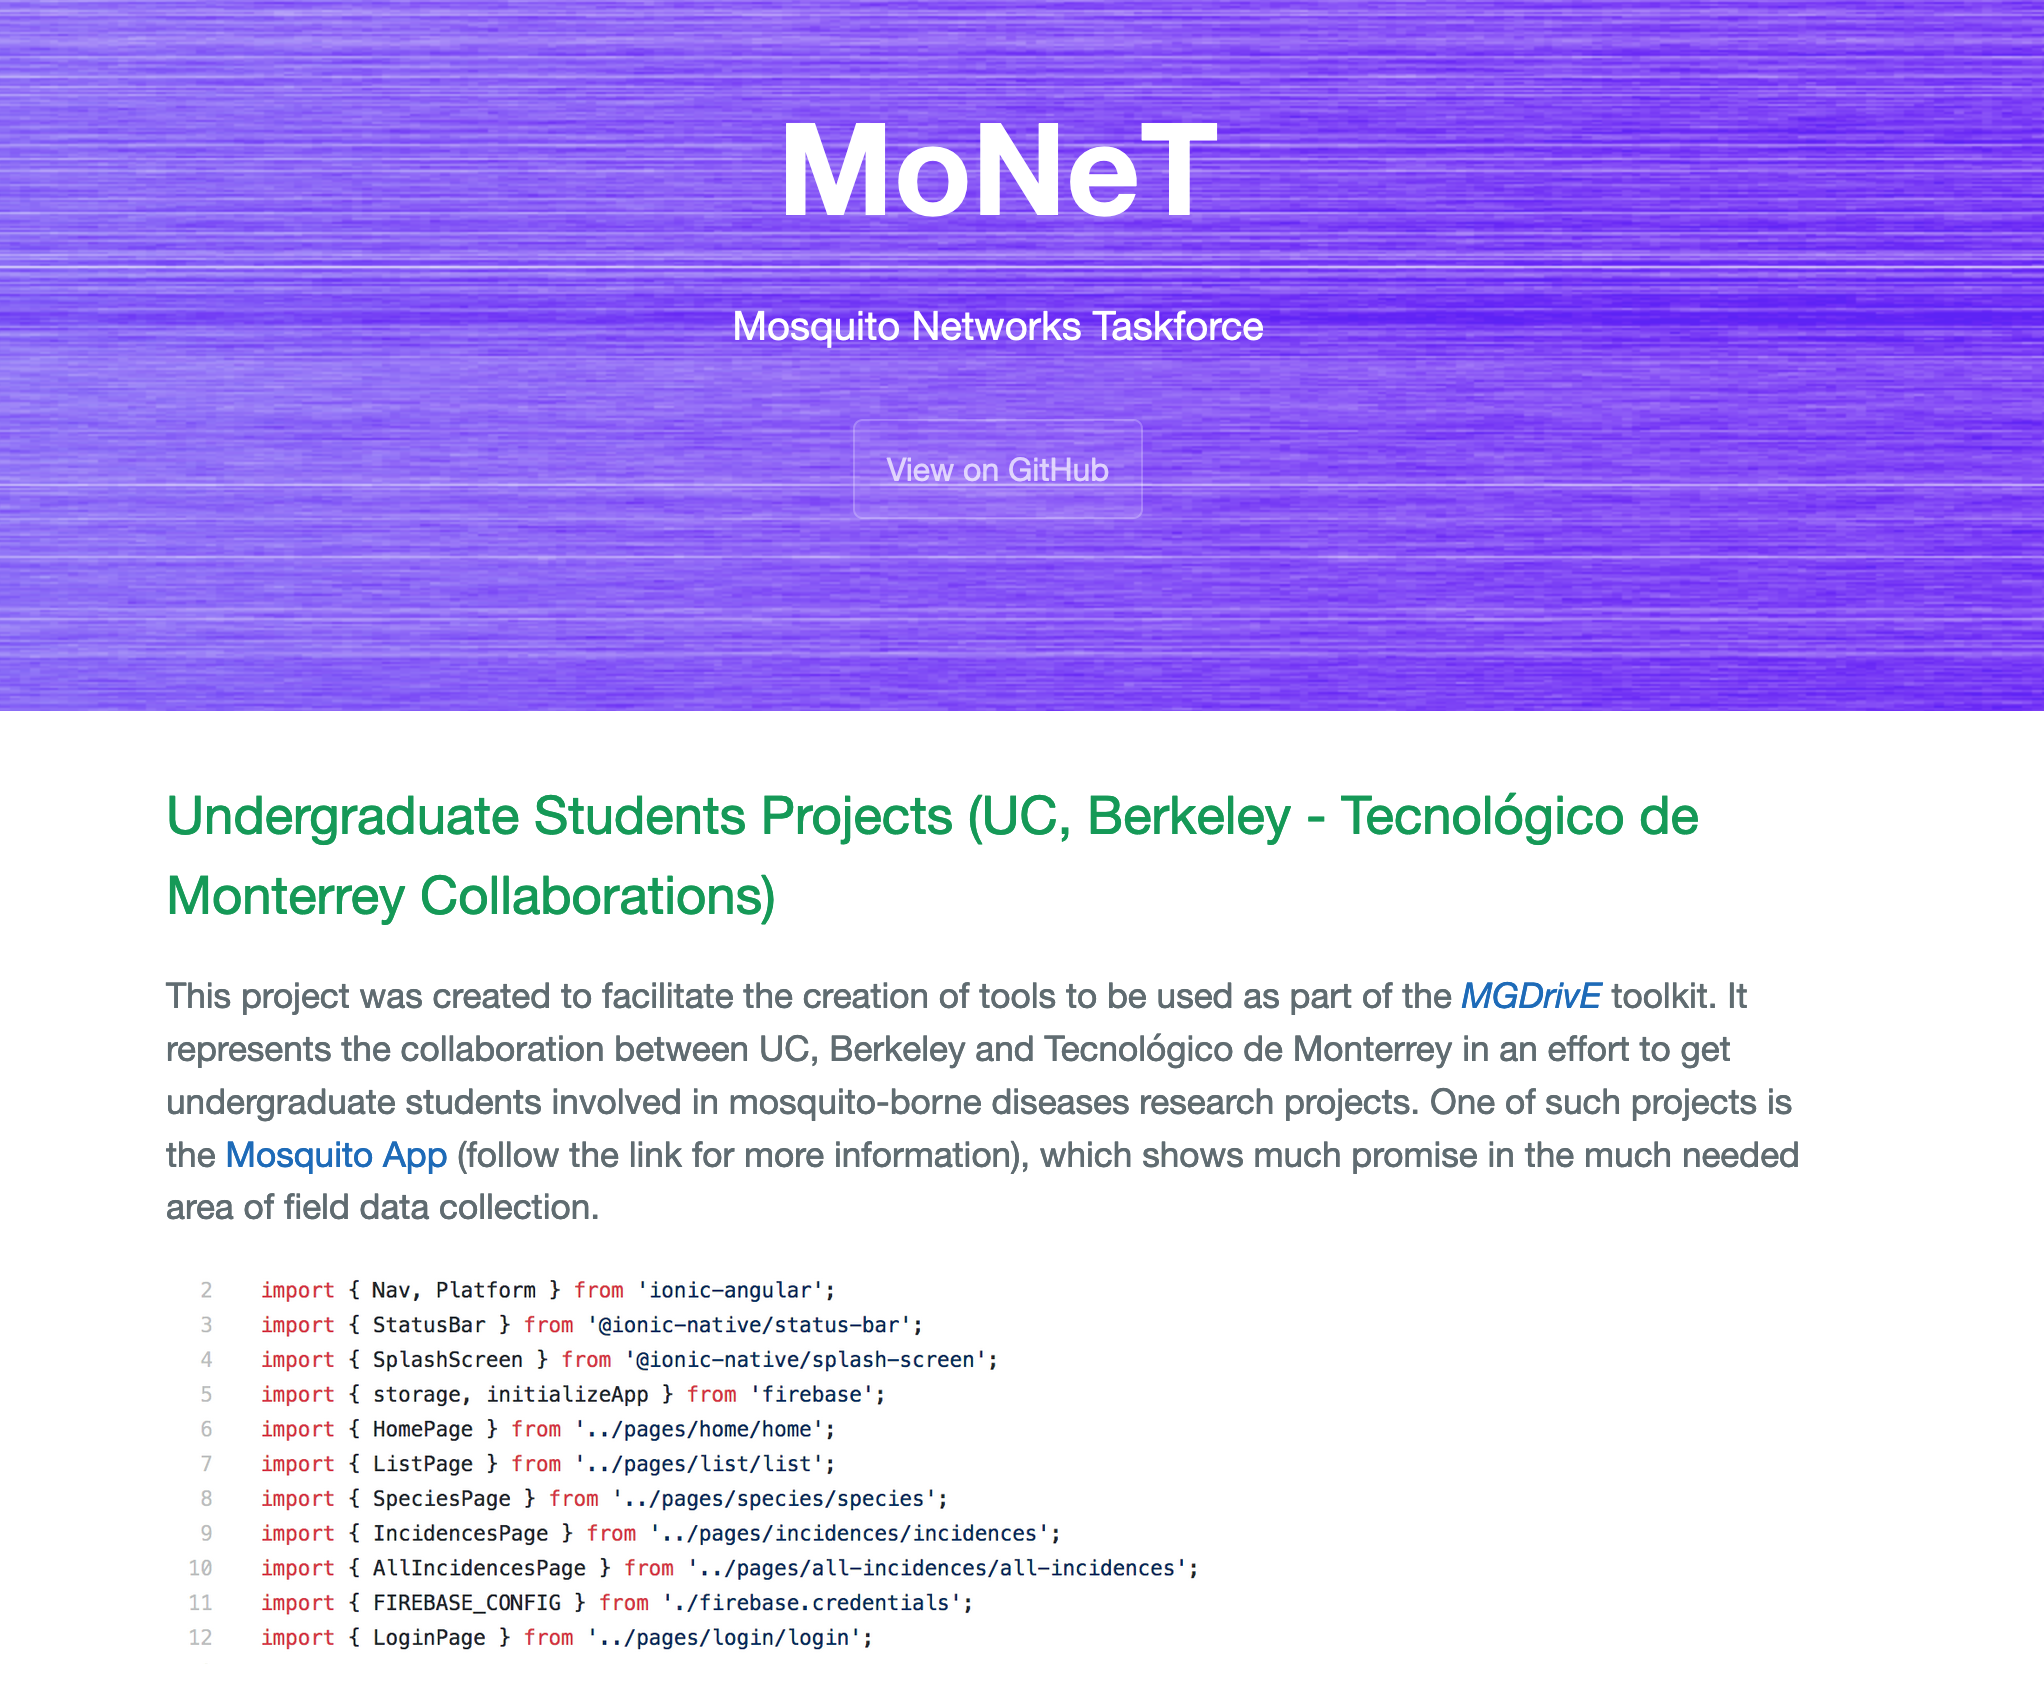 MoNeT
Mosquito Networks Taskforce
View on GitHub
Undergraduate Students Projects (UC, Berkeley - Tecnológico de
Monterrey Collaborations)
This project was created to facilitate the creation of tools to be used as part of the MGDrivE toolkit. It
represents the collaboration between UC, Berkeley and Tecnológico de Monterrey in an effort to get
undergraduate students involved in mosquito-borne diseases research projects. One of such projects is
the Mosquito App (follow the link for more information), which shows much promise in the much needed
area of field data collection.
2 import { Nav, Platform } from 'ionic-angular';
3 import { StatusBar } from '@ionic-native/status-bar';
4 import { SplashScreen } from '@ionic-native/splash-screen';
5 import { storage, initializeApp } from 'firebase';
6 import { HomePage } from '../pages/home/home';
7 import { ListPage } from '../pages/list/list';
8 import { SpeciesPage } from '../pages/species/species';
9 import { IncidencesPage } from '../pages/incidences/incidences';
10 import { AllIncidencesPage } from '../pages/all-incidences/all-incidences';
11 import { FIREBASE_CONFIG } from './firebase.credentials';
12 import { LoginPage } from '../pages/login/login';